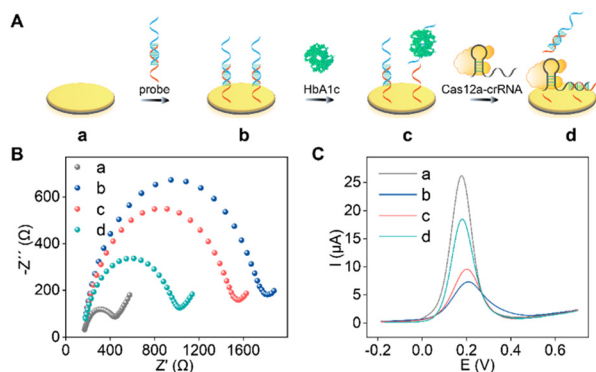 A
probe
HbA1c
Cas12a-crRNA
a
b
c
d
B
a
b
c
d
-Z´´ (Ω)
600
400
200
0
0
400
800
1200
1600
Z' (Ω)
C
a
b
c
d
I (µA)
25
20
15
10
5
0
-0.2
0.0
0.2
0.4
0.6
E (V)